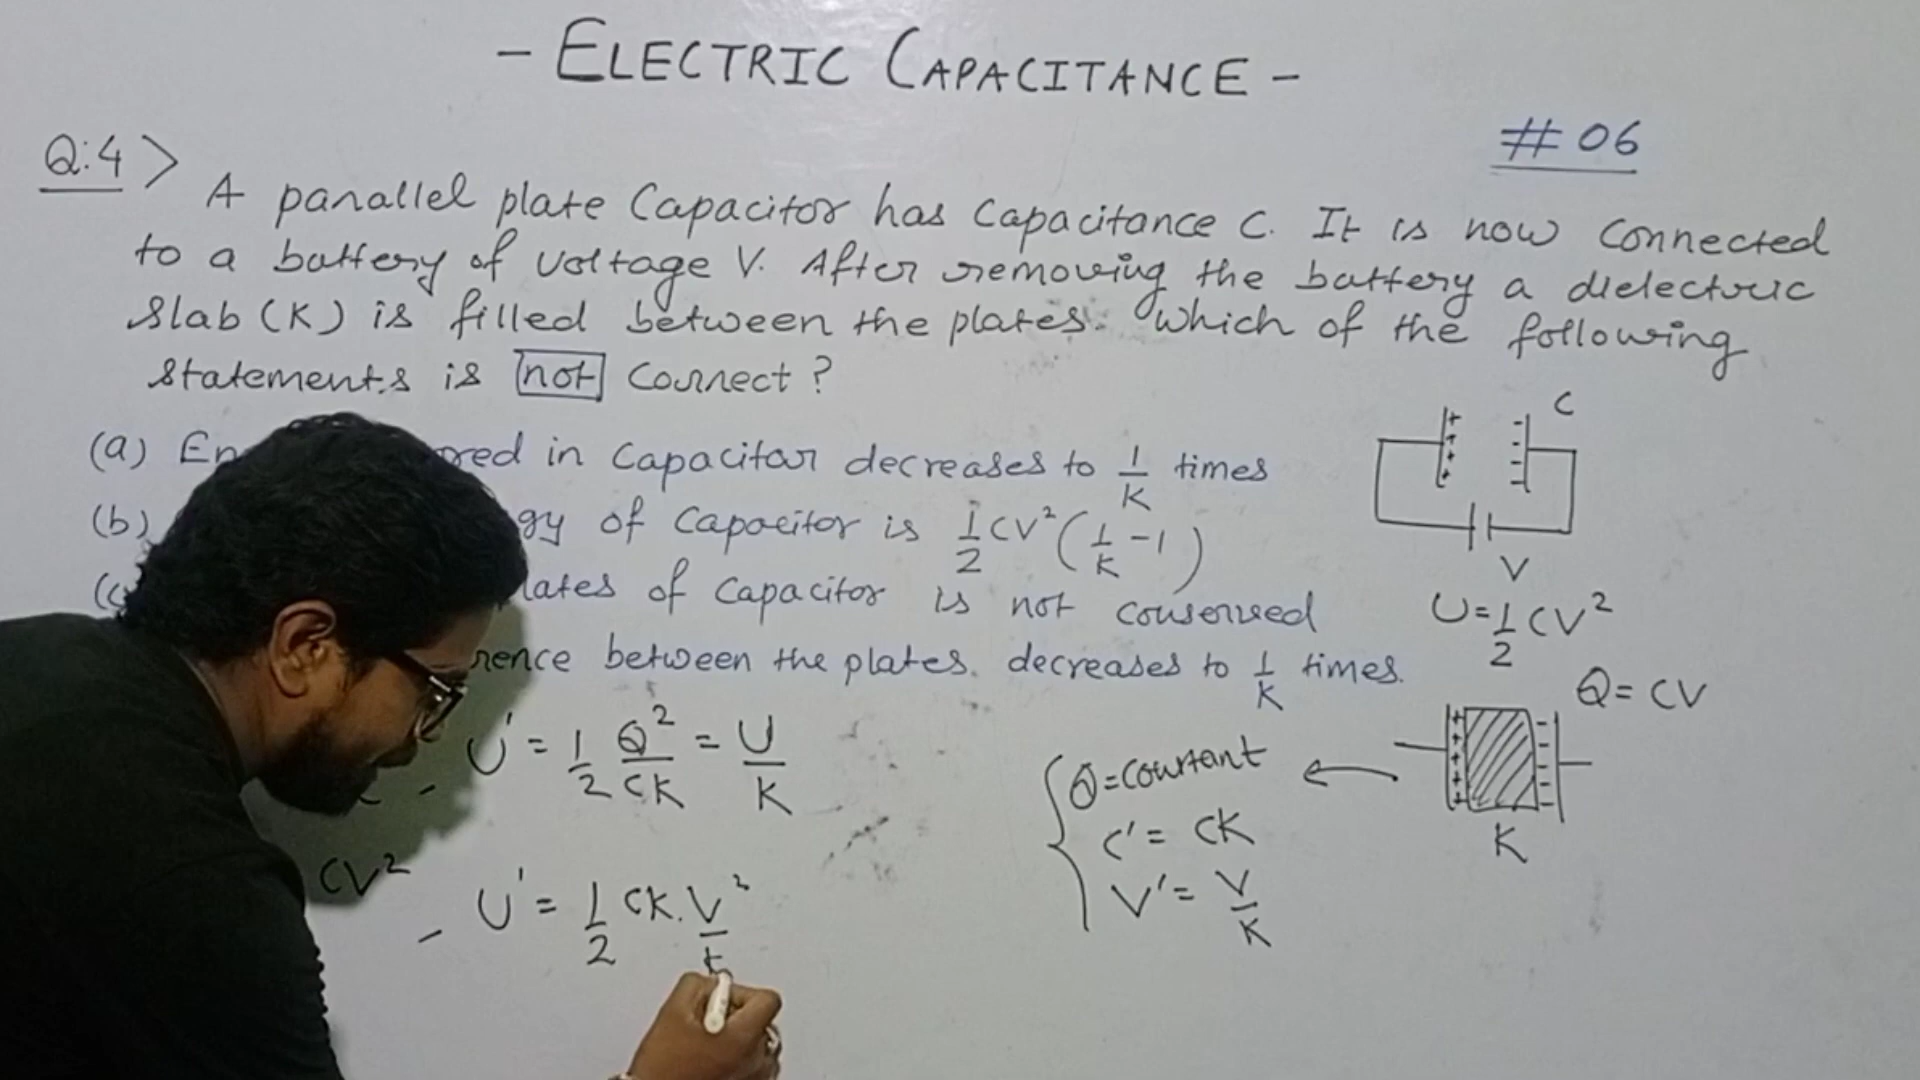 - ELECTRIC CAPACITANCE -
# 06
Q:4 >
A parallel plate Capacitor has Capacitance C. It is now connected
to a battery of voltage V. After removing the battery a dielectric
slab (K) is filled between the plates. Which of the following
statements is not correct ?
(a) En ored in Capacitor decreases to 1/K times
(b) gy of Capacitor is 1/2 CV² (1/K - 1)
(c lates of Capacitor is not conserved
rence between the plates. decreases to 1/K times.
C
V
U = 1/2 CV²
Q = CV
K
U' = 1/2 Q²/CK = U/K
CV²
- U' = 1/2 CK. V²/
Q = constant ←
C' = CK
V' = V/K